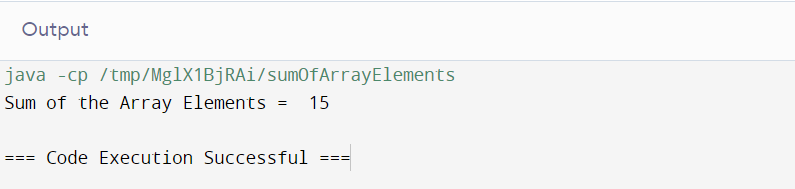 Output
java -cp /tmp/MglX1BjRAi/sumOfArrayElements
Sum of the Array Elements =  15
=== Code Execution Successful ===